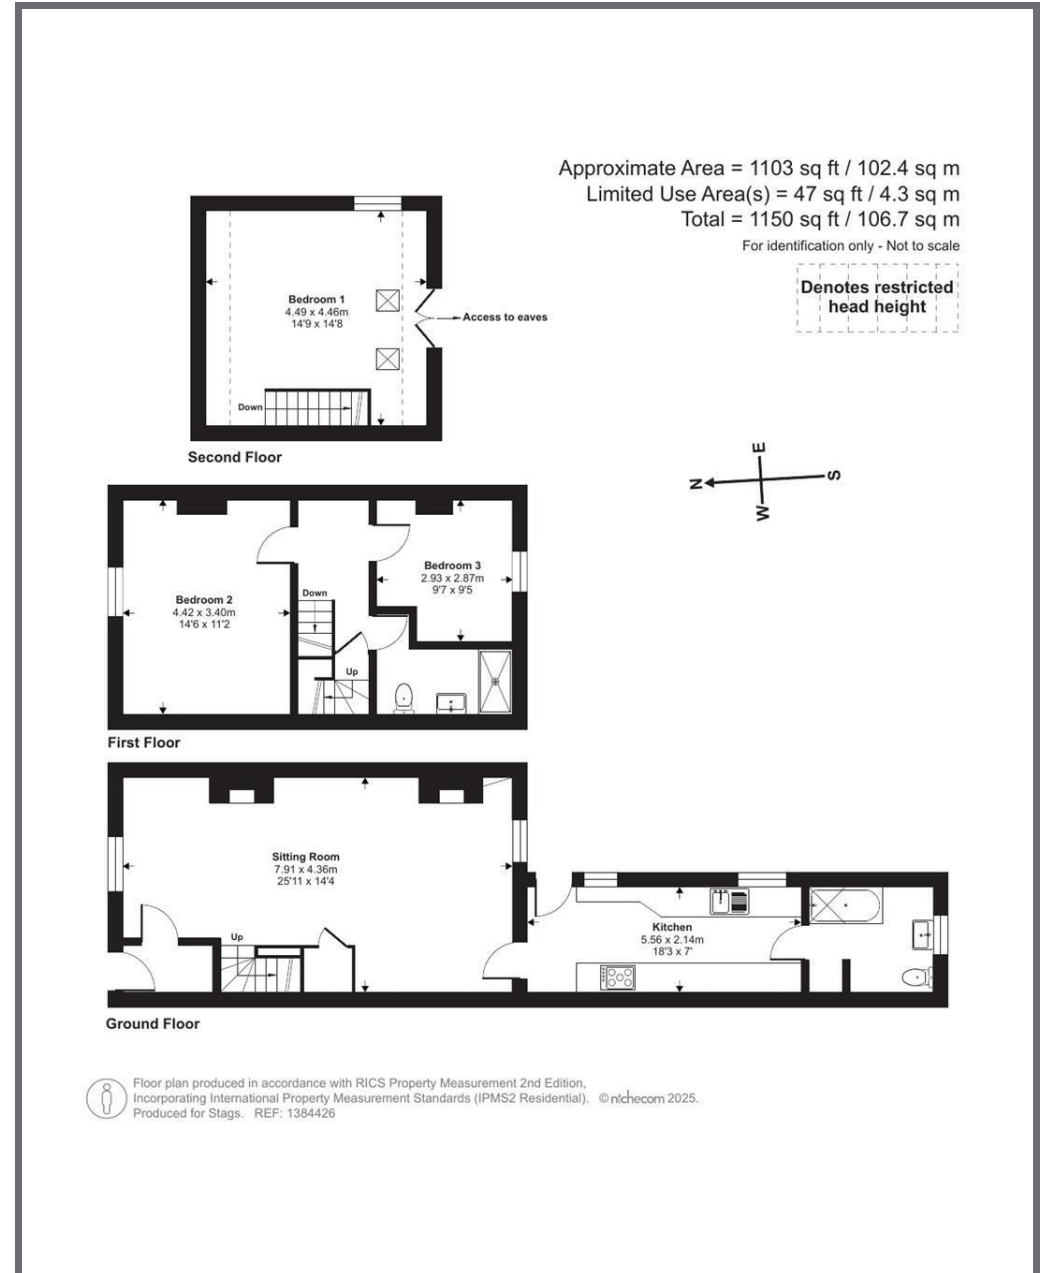 Approximate Area = 1103 sq ft / 102.4 sq m
Limited Use Area(s) = 47 sq ft / 4.3 sq m
Total = 1150 sq ft / 106.7 sq m
For identification only - Not to scale
Denotes restricted
head height
Bedroom 1
4.49 x 4.46m
14'9 x 14'8
Access to eaves
Down
Second Floor
E
N
S
W
Bedroom 2
4.42 x 3.40m
14'6 x 11'2
Down
Up
Bedroom 3
2.93 x 2.87m
9'7 x 9'5
First Floor
Sitting Room
7.91 x 4.36m
25'11 x 14'4
Up
Kitchen
5.56 x 2.14m
18'3 x 7'
Ground Floor
Floor plan produced in accordance with RICS Property Measurement 2nd Edition,
Incorporating International Property Measurement Standards (IPMS2 Residential). © nichecom 2025.
Produced for Stags. REF: 1384426